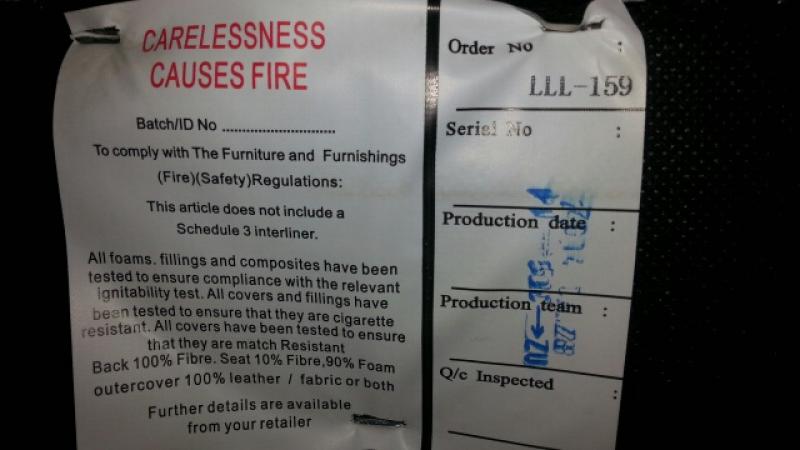 CARELESSNESS
CAUSES FIRE
Batch/ID No ..............................
To comply with The Furniture and Furnishings
(Fire)(Safety)Regulations:
This article does not include a
Schedule 3 interliner.
All foams. fillings and composites have been
tested to ensure compliance with the relevant
ignitability test. All covers and fillings have
been tested to ensure that they are cigarette
resistant. All covers have been tested to ensure
that they are match Resistant
Back 100% Fibre. Seat 10% Fibre,90% Foam
outercover 100% leather / fabric or both
Further details are available
from your retailer
Order No :
LLL-159
Serial No :
Production date :
Production team :
Q/c Inspected :